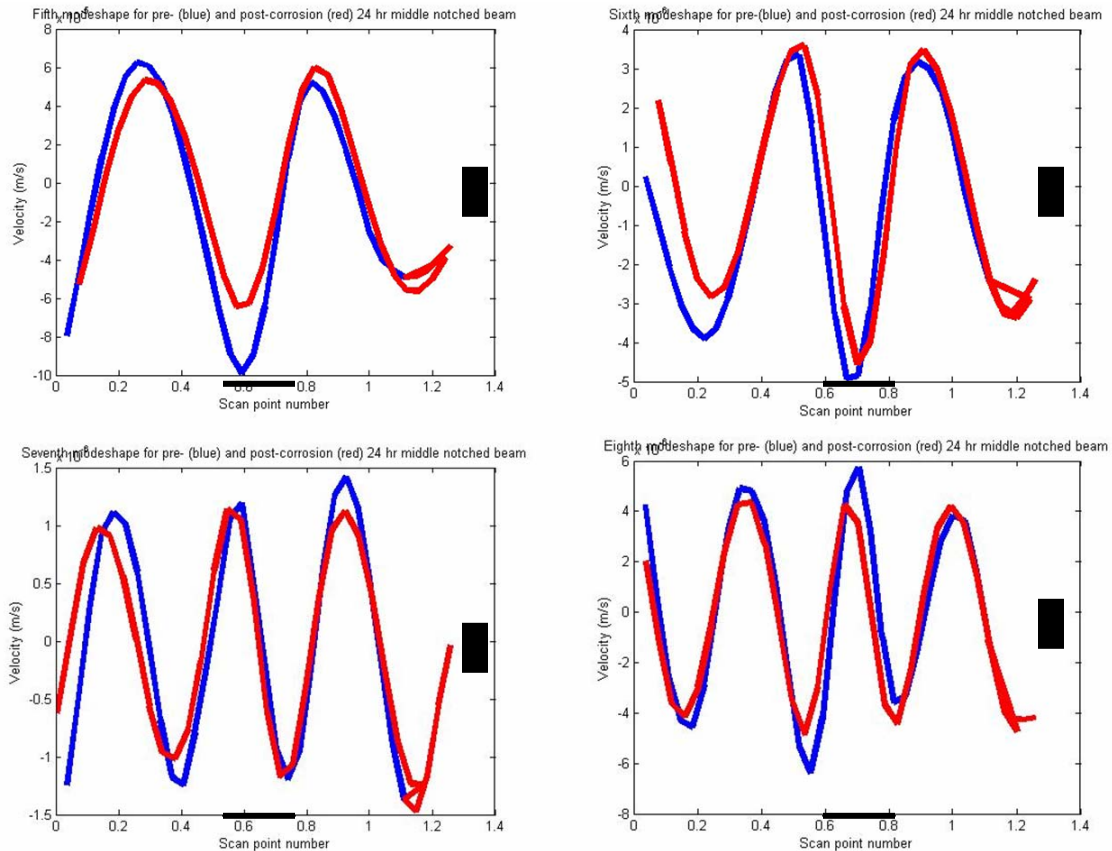 Fifth modeshape for pre- (blue) and post-corrosion (red) 24 hr middle notched beam
8
6
4
2
0
-2
-4
-6
-8
-10
Velocity (m/s)
0 0.2 0.4 0.6 0.8 1 1.2 1.4
Scan point number
Sixth modeshape for pre-(blue) and post-corrosion (red) 24 hr middle notched beam
4
3
2
1
0
-1
-2
-3
-4
-5
Velocity (m/s)
0 0.2 0.4 0.6 0.8 1 1.2 1.4
Scan point number
Seventh modeshape for pre- (blue) and post-corrosion (red) 24 hr middle notched beam
1.5
1
0.5
0
-0.5
-1
-1.5
Velocity (m/s)
0 0.2 0.4 0.6 0.8 1 1.2 1.4
Scan point number
Eighth modeshape for pre- (blue) and post-corrosion (red) 24 hr middle notched beam
6
4
2
0
-2
-4
-6
-8
Velocity (m/s)
0 0.2 0.4 0.6 0.8 1 1.2 1.4
Scan point number